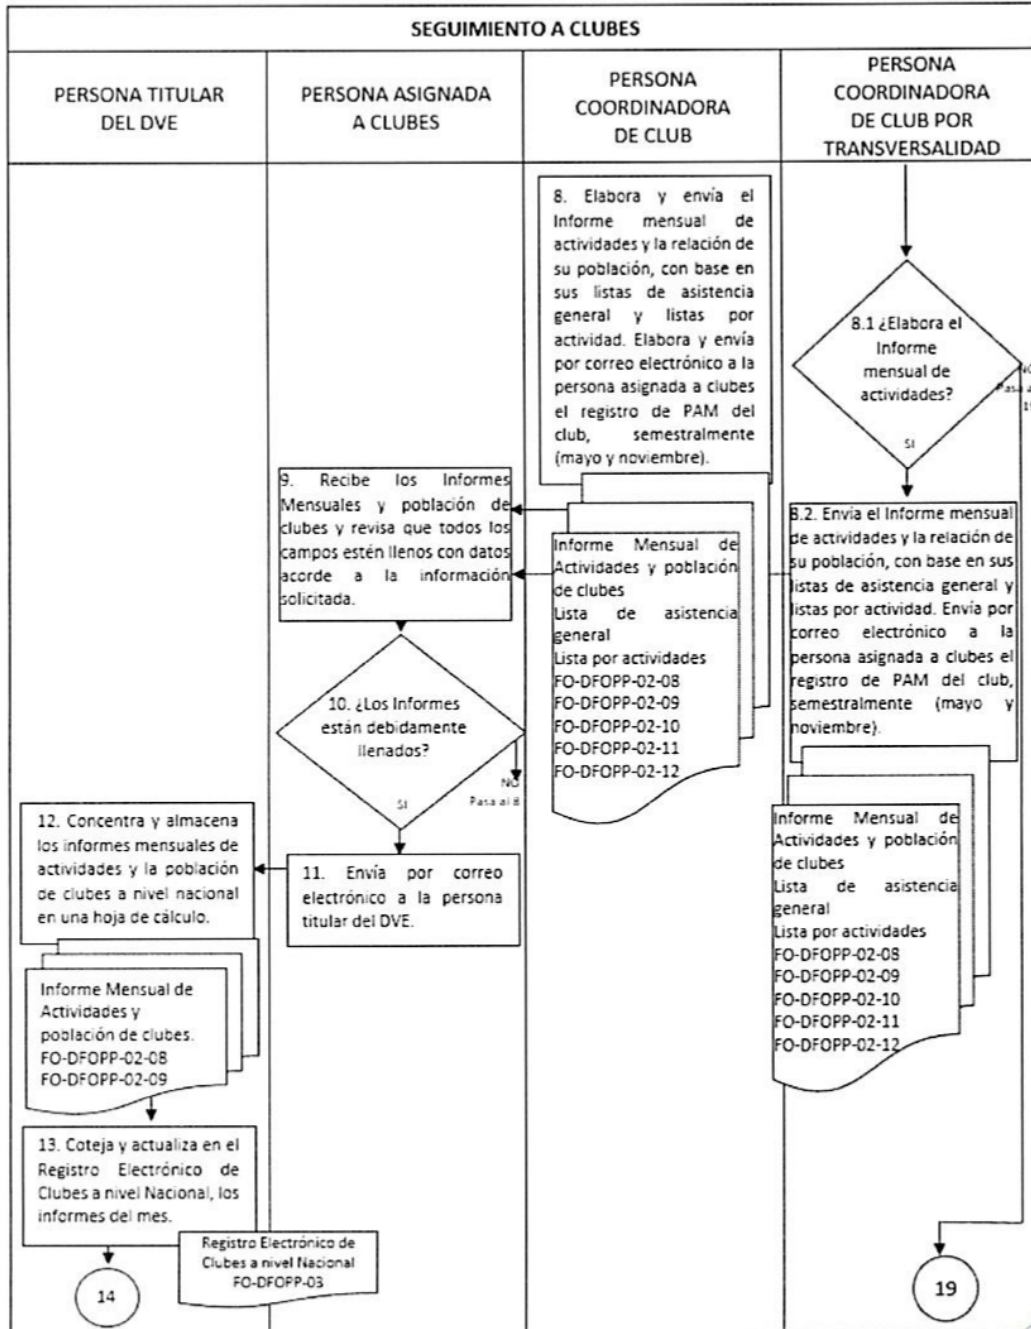 SEGUIMIENTO A CLUBES
PERSONA TITULAR
DEL DVE
PERSONA ASIGNADA
A CLUBES
PERSONA
COORDINADORA
DE CLUB
PERSONA
COORDINADORA
DE CLUB POR
TRANSVERSALIDAD
8. Elabora y envía el
Informe mensual de
actividades y la relación de
su población, con base en
sus listas de asistencia
general y listas por
actividad. Elabora y envía
por correo electrónico a la
persona asignada a clubes
el registro de PAM del
club, semestralmente
(mayo y noviembre).
8.1 ¿Elabora el
Informe
mensual de
actividades?
NO
Pasa al
19
SI
8.2. Envía el Informe mensual
de actividades y la relación de
su población, con base en sus
listas de asistencia general y
listas por actividad. Envía por
correo electrónico a la
persona asignada a clubes el
registro de PAM del club,
semestralmente (mayo y
noviembre).
9. Recibe los Informes
Mensuales y población de
clubes y revisa que todos los
campos estén llenos con datos
acorde a la información
solicitada.
Informe Mensual de
Actividades y población
de clubes
Lista de asistencia
general
Lista por actividades
FO-DFOPP-02-08
FO-DFOPP-02-09
FO-DFOPP-02-10
FO-DFOPP-02-11
FO-DFOPP-02-12
10. ¿Los Informes
están debidamente
llenados?
NO
Pasa al 8
SI
11. Envía por correo
electrónico a la persona
titular del DVE.
12. Concentra y almacena
los informes mensuales de
actividades y la población
de clubes a nivel nacional
en una hoja de cálculo.
Informe Mensual de
Actividades y población
de clubes
Lista de asistencia
general
Lista por actividades
FO-DFOPP-02-08
FO-DFOPP-02-09
FO-DFOPP-02-10
FO-DFOPP-02-11
FO-DFOPP-02-12
Informe Mensual de
Actividades y
población de clubes.
FO-DFOPP-02-08
FO-DFOPP-02-09
13. Coteja y actualiza en el
Registro Electrónico de
Clubes a nivel Nacional, los
informes del mes.
Registro Electrónico de
Clubes a nivel Nacional
FO-DFOPP-03
14
19